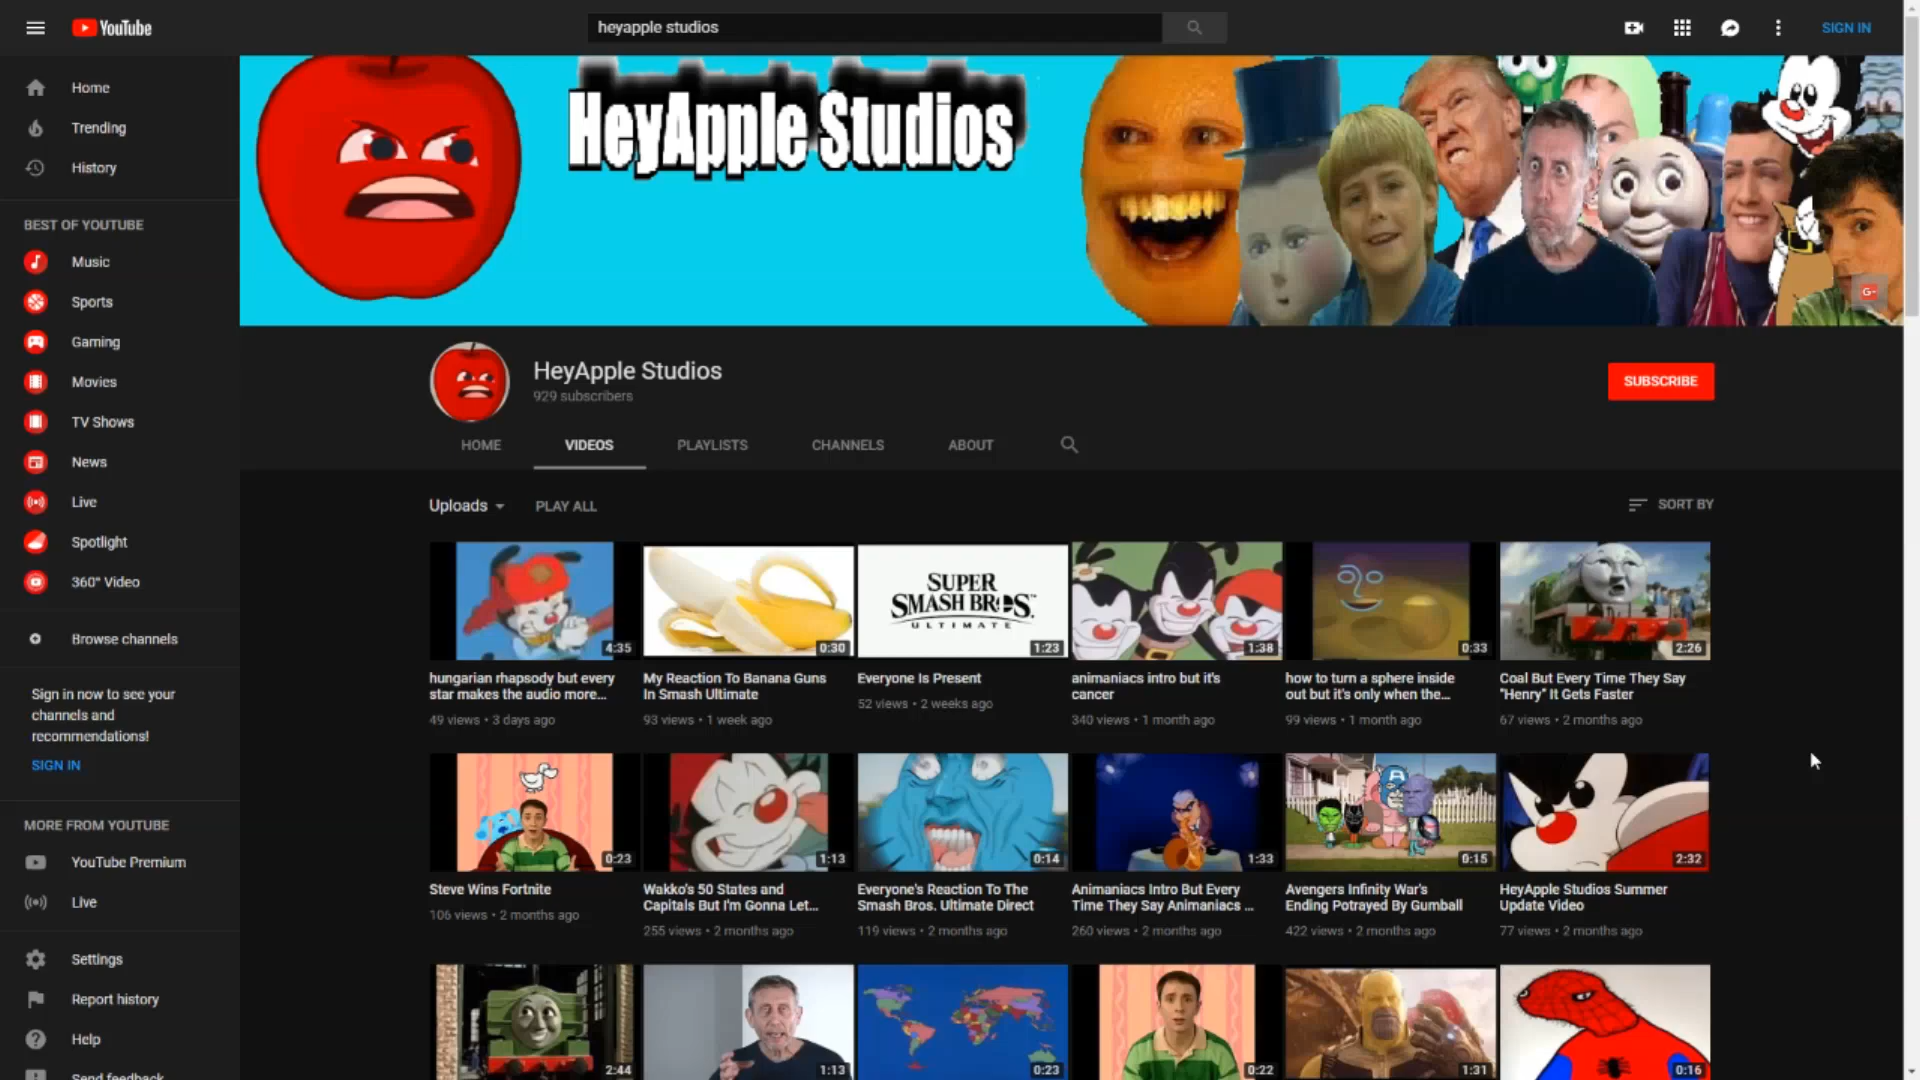 YouTube
heyapple studios
SIGN IN
Home
Trending
History
BEST OF YOUTUBE
Music
Sports
Gaming
Movies
TV Shows
News
Live
Spotlight
360° Video
Browse channels
Sign in now to see your
channels and
recommendations!
SIGN IN
MORE FROM YOUTUBE
YouTube Premium
Live
Settings
Report history
Help
Send feedback
HeyApple Studios
G+
HeyApple Studios
929 subscribers
SUBSCRIBE
HOME
VIDEOS
PLAYLISTS
CHANNELS
ABOUT
Uploads
PLAY ALL
SORT BY
4:35
hungarian rhapsody but every
star makes the audio more...
49 views • 3 days ago
0:30
My Reaction To Banana Guns
In Smash Ultimate
93 views • 1 week ago
SUPER
SMASH BROS.™
ULTIMATE
1:23
Everyone Is Present
52 views • 2 weeks ago
1:38
animaniacs intro but it's
cancer
340 views • 1 month ago
0:33
how to turn a sphere inside
out but it's only when the...
99 views • 1 month ago
2:26
Coal But Every Time They Say
"Henry" It Gets Faster
67 views • 2 months ago
0:23
Steve Wins Fortnite
106 views • 2 months ago
1:13
Wakko's 50 States and
Capitals But I'm Gonna Let...
255 views • 2 months ago
0:14
Everyone's Reaction To The
Smash Bros. Ultimate Direct
119 views • 2 months ago
1:33
Animaniacs Intro But Every
Time They Say Animaniacs ...
260 views • 2 months ago
0:15
Avengers Infinity War's
Ending Potrayed By Gumball
422 views • 2 months ago
2:32
HeyApple Studios Summer
Update Video
77 views • 2 months ago
2:44
1:13
0:23
0:22
1:31
0:16